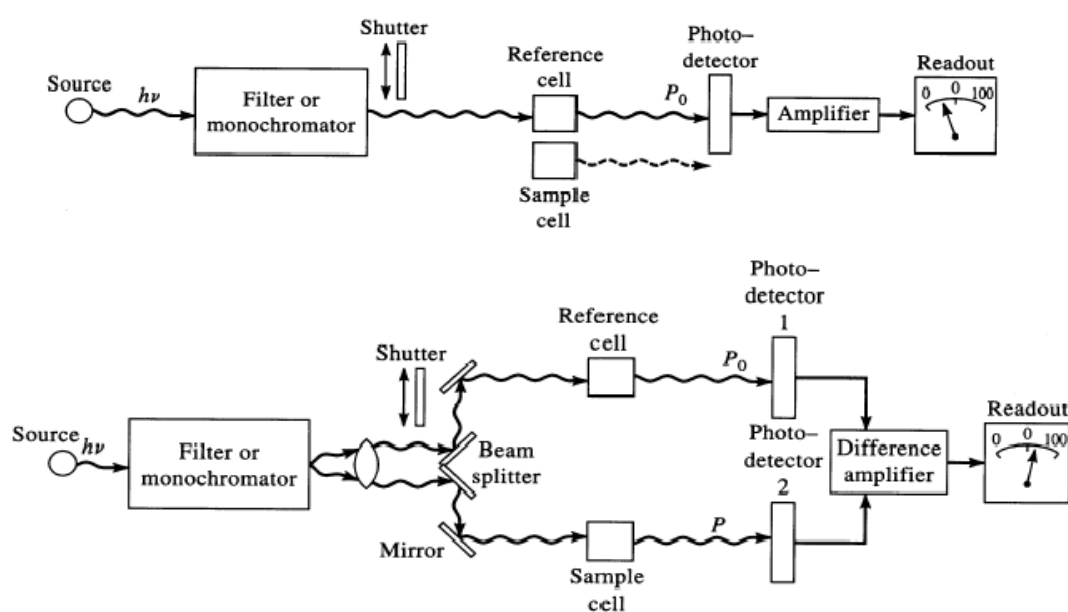 Shutter
Photo–
detector
Reference
cell
Readout
Source
hν
Filter or
monochromator
P₀
0 0 100
Amplifier
Sample
cell
Photo–
detector
1
Reference
cell
P₀
Shutter
Readout
Source
hν
Filter or
monochromator
Beam
splitter
Photo–
detector
2
Difference
amplifier
0 0 100
P
Mirror
Sample
cell